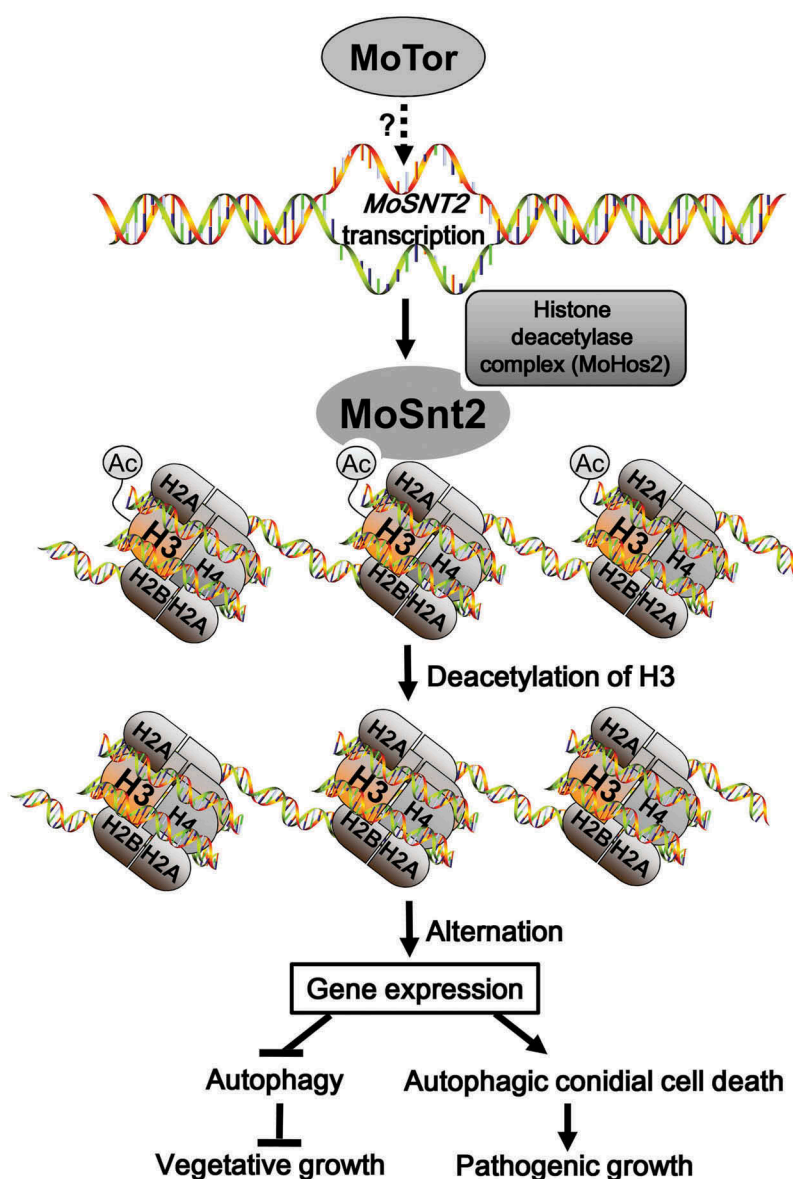 MoTor
?
MoSNT2
transcription
Histone
deacetylase
complex (MoHos2)
MoSnt2
Ac
H2A
H3
H4
H2B
H2A
Ac
H2A
H3
H4
H2B
H2A
Ac
H2A
H3
H4
H2B
H2A
Deacetylation of H3
H2A
H3
H4
H2B
H2A
H2A
H3
H4
H2B
H2A
H2A
H3
H4
H2B
H2A
Alternation
Gene expression
Autophagy
Autophagic conidial cell death
Vegetative growth
Pathogenic growth